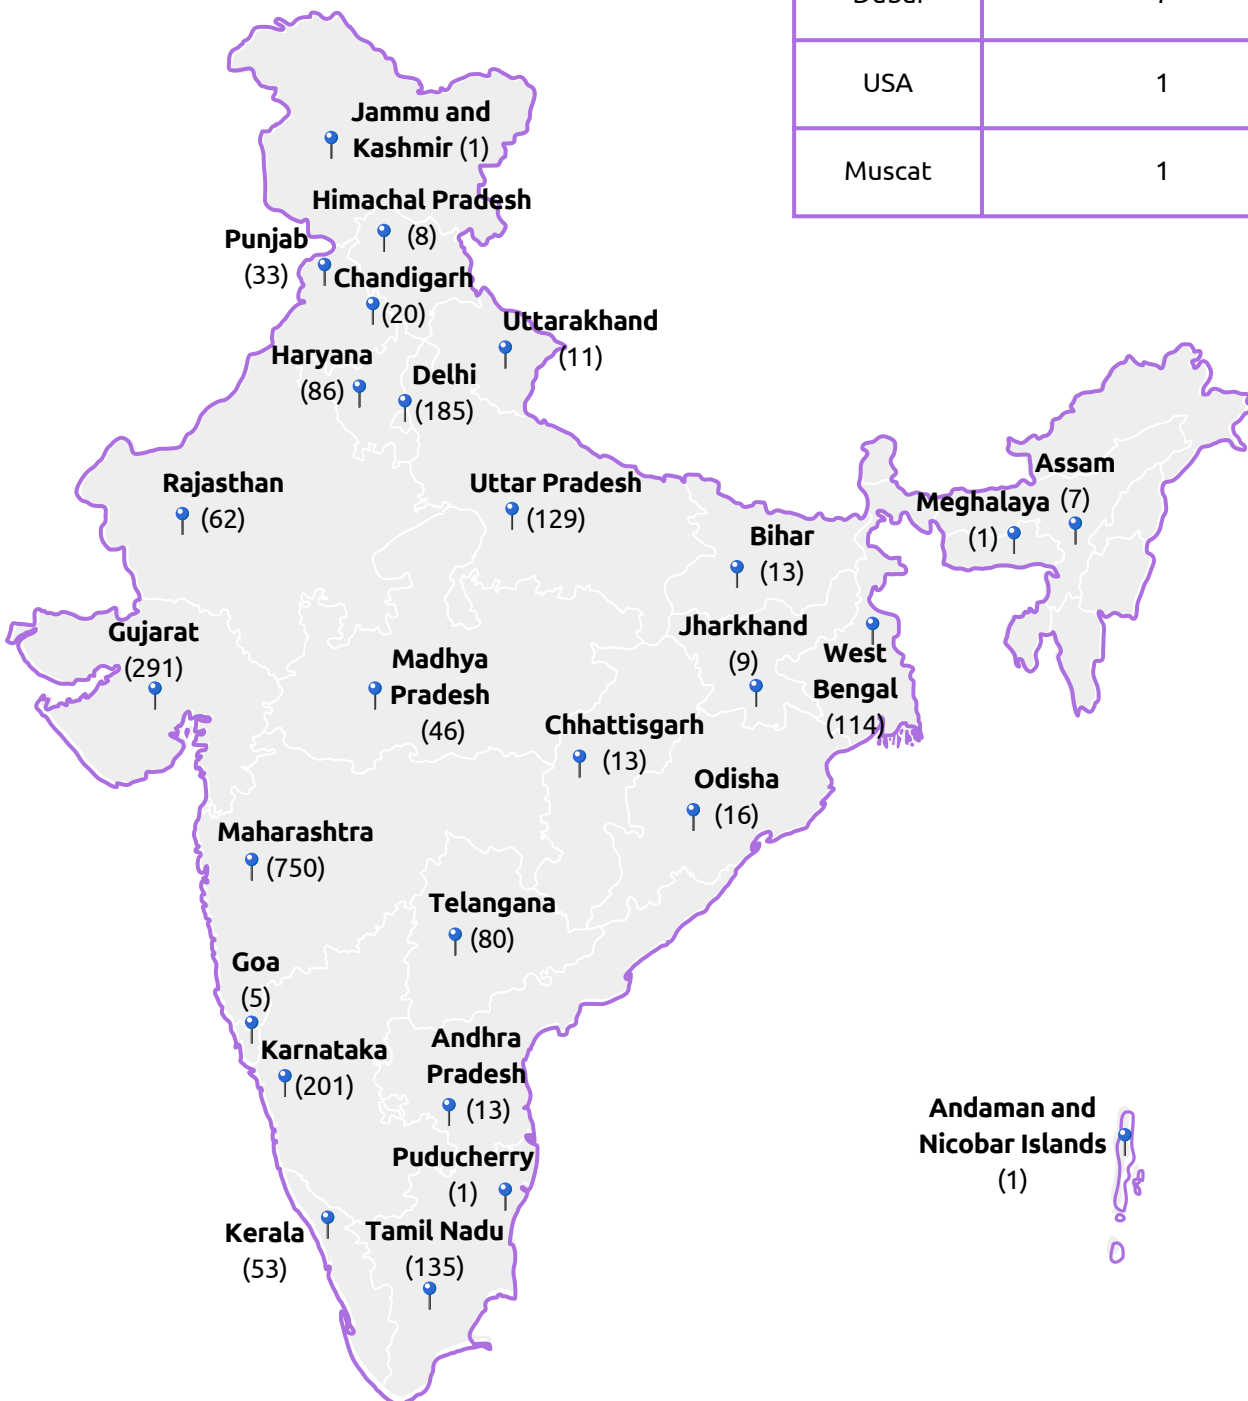 USA 1
Muscat 1
Jammu and
Kashmir (1)
Himachal Pradesh
(8)
Punjab
(33)
Chandigarh
(20)
Uttarakhand
(11)
Haryana
(86)
Delhi
(185)
Rajasthan
(62)
Uttar Pradesh
(129)
Assam
(7)
Meghalaya
(1)
Bihar
(13)
Gujarat
(291)
Jharkhand
(9)
West
Bengal
(114)
Madhya
Pradesh
(46)
Chhattisgarh
(13)
Odisha
(16)
Maharashtra
(750)
Telangana
(80)
Goa
(5)
Karnataka
(201)
Andhra
Pradesh
(13)
Andaman and
Nicobar Islands
(1)
Puducherry
(1)
Kerala
(53)
Tamil Nadu
(135)